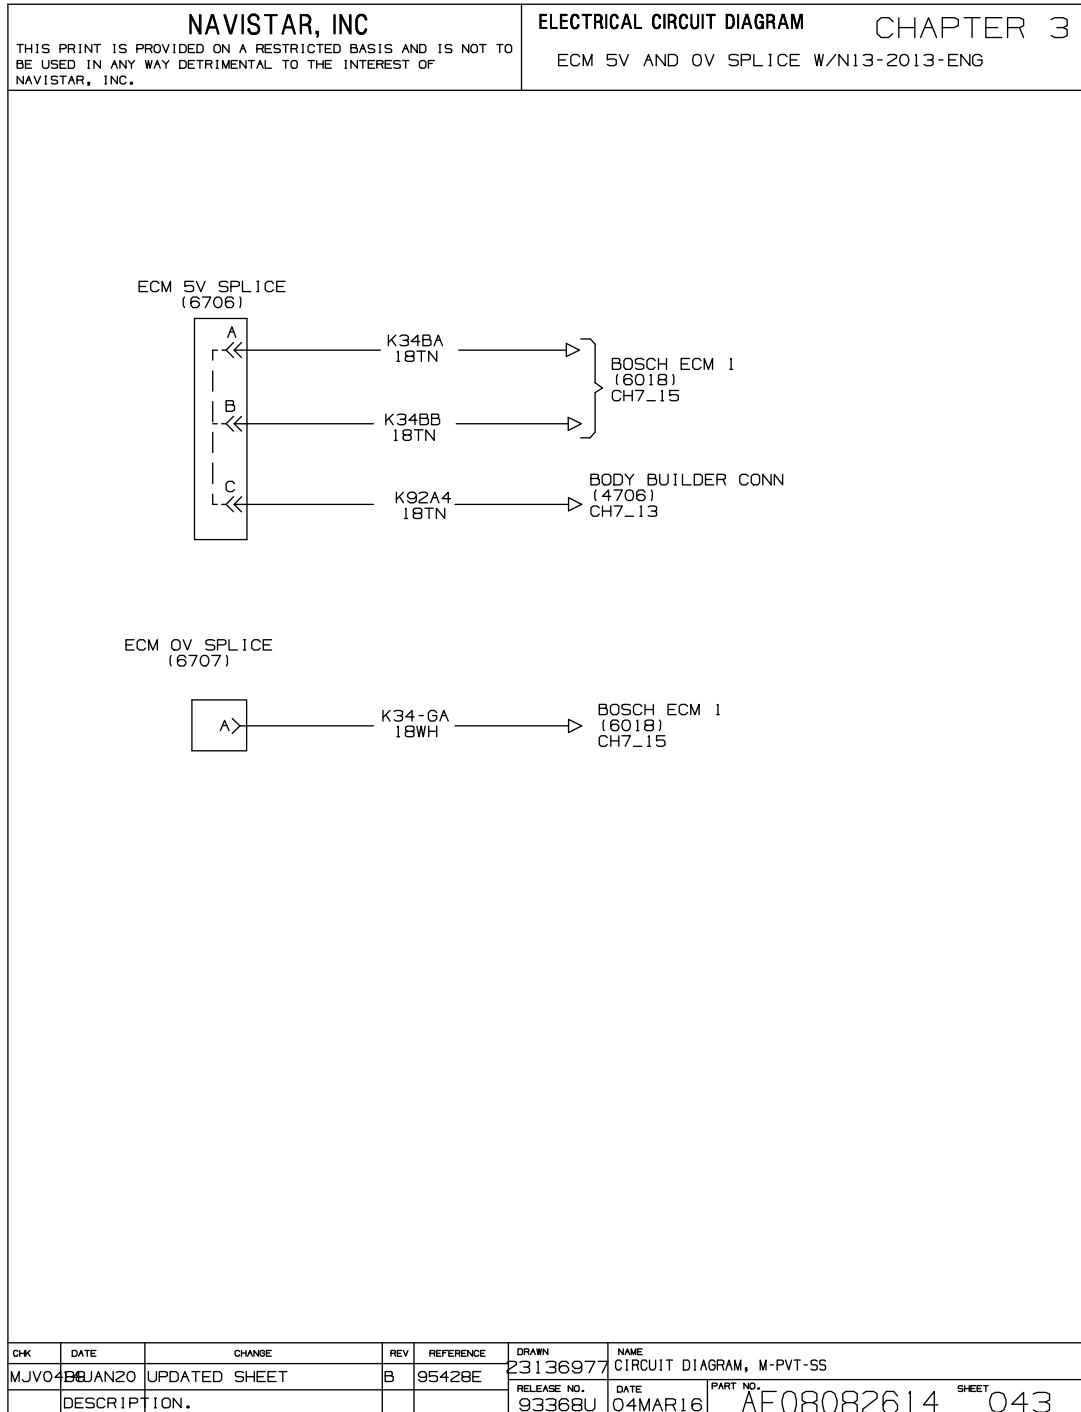 NAVISTAR, INC
THIS PRINT IS PROVIDED ON A RESTRICTED BASIS AND IS NOT TO
BE USED IN ANY WAY DETRIMENTAL TO THE INTEREST OF
NAVISTAR, INC.
ELECTRICAL CIRCUIT DIAGRAM
CHAPTER 3
ECM 5V AND 0V SPLICE W/N13-2013-ENG
ECM 5V SPLICE
(6706)
A
K34BA
18TN
BOSCH ECM 1
(6018)
CH7_15
B
K34BB
18TN
C
K92A4
18TN
BODY BUILDER CONN
(4706)
CH7_13
ECM 0V SPLICE
(6707)
A
K34-GA
18WH
BOSCH ECM 1
(6018)
CH7_15
CHK DATE CHANGE REV REFERENCE DRAWN NAME
UPDATED SHEET B 95428E 23136977 CIRCUIT DIAGRAM, M-PVT-SS
DESCRIPTION.
RELEASE NO. DATE PART NO. SHEET
93368U 04MAR16 AF08082614 043